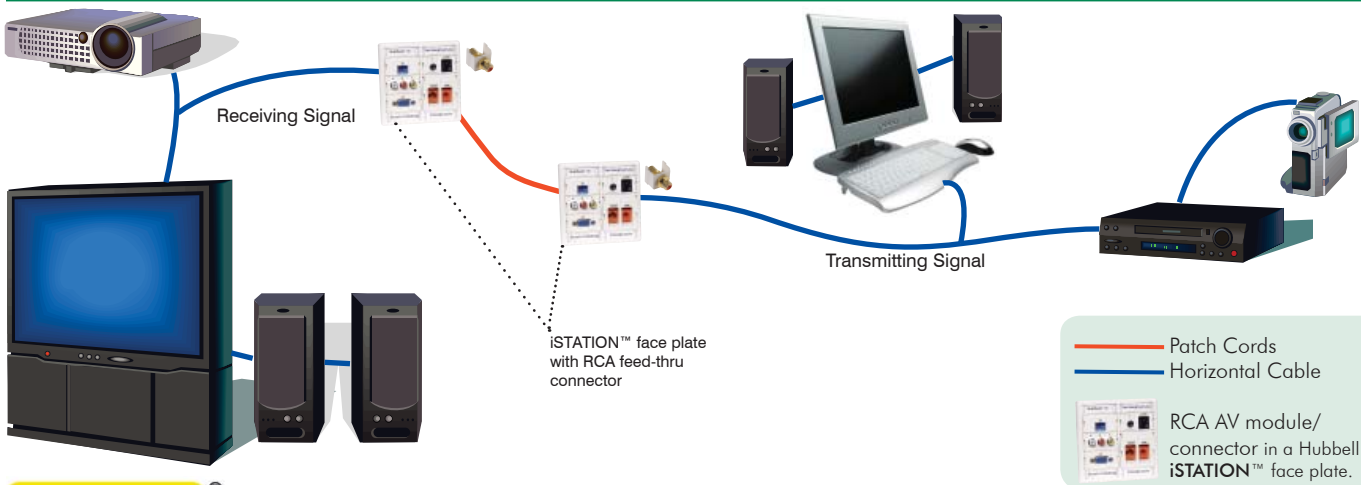 Receiving Signal
Transmitting Signal
iSTATION™ face plate
with RCA feed-thru
connector
Patch Cords
Horizontal Cable
RCA AV module/
connector in a Hubbell
iSTATION™ face plate.